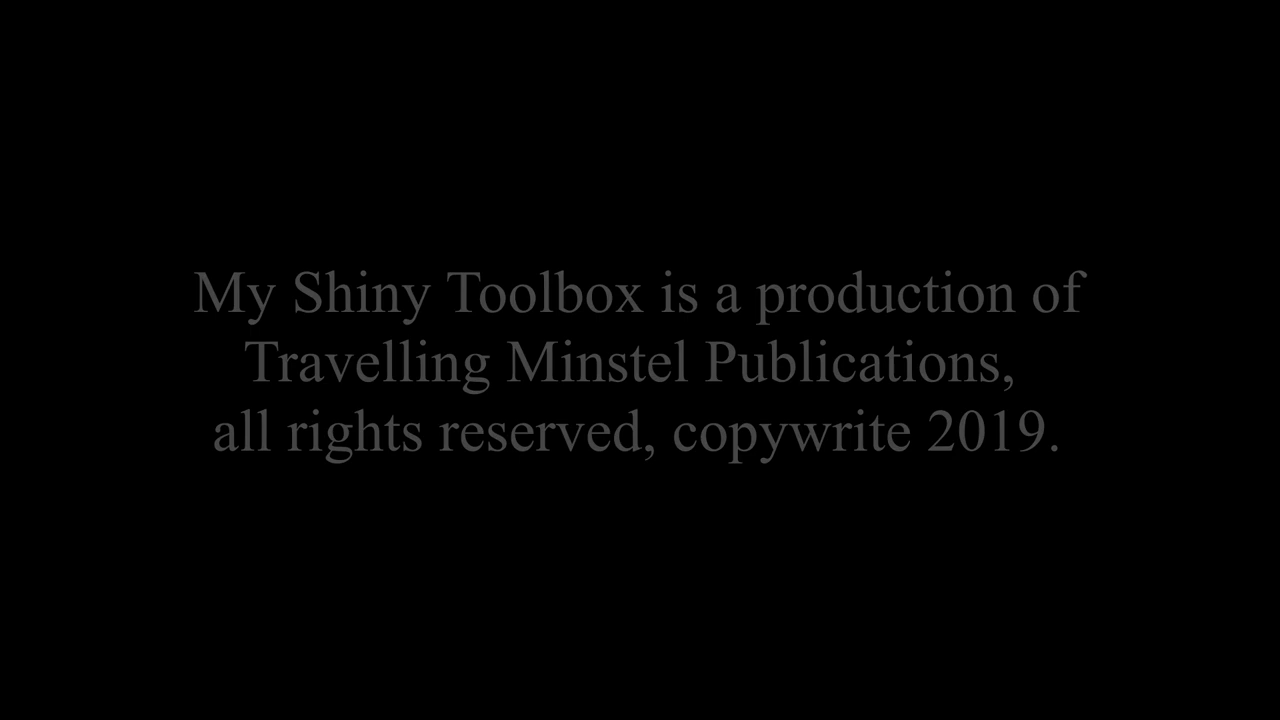 My Shiny Toolbox is a production of
Travelling Minstel Publications,
all rights reserved, copywrite 2019.